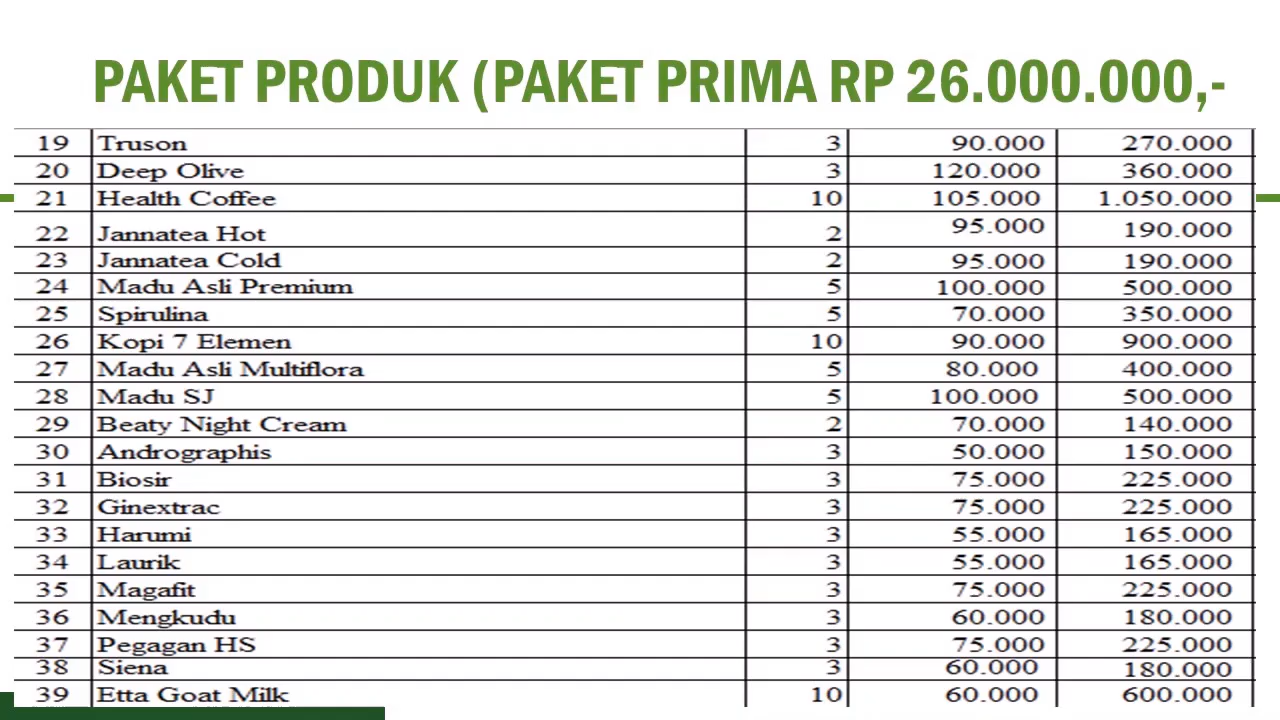 PAKET PRODUK (PAKET PRIMA RP 26.000.000,-
19 Truson 3 90.000 270.000
20 Deep Olive 3 120.000 360.000
21 Health Coffee 10 105.000 1.050.000
22 Jannatea Hot 2 95.000 190.000
23 Jannatea Cold 2 95.000 190.000
24 Madu Asli Premium 5 100.000 500.000
25 Spirulina 5 70.000 350.000
26 Kopi 7 Elemen 10 90.000 900.000
27 Madu Asli Multiflora 5 80.000 400.000
28 Madu SJ 5 100.000 500.000
29 Beaty Night Cream 2 70.000 140.000
30 Andrographis 3 50.000 150.000
31 Biosir 3 75.000 225.000
32 Ginextrac 3 75.000 225.000
33 Harumi 3 55.000 165.000
34 Laurik 3 55.000 165.000
35 Magafit 3 75.000 225.000
36 Mengkudu 3 60.000 180.000
37 Pegagan HS 3 75.000 225.000
38 Siena 3 60.000 180.000
39 Etta Goat Milk 10 60.000 600.000